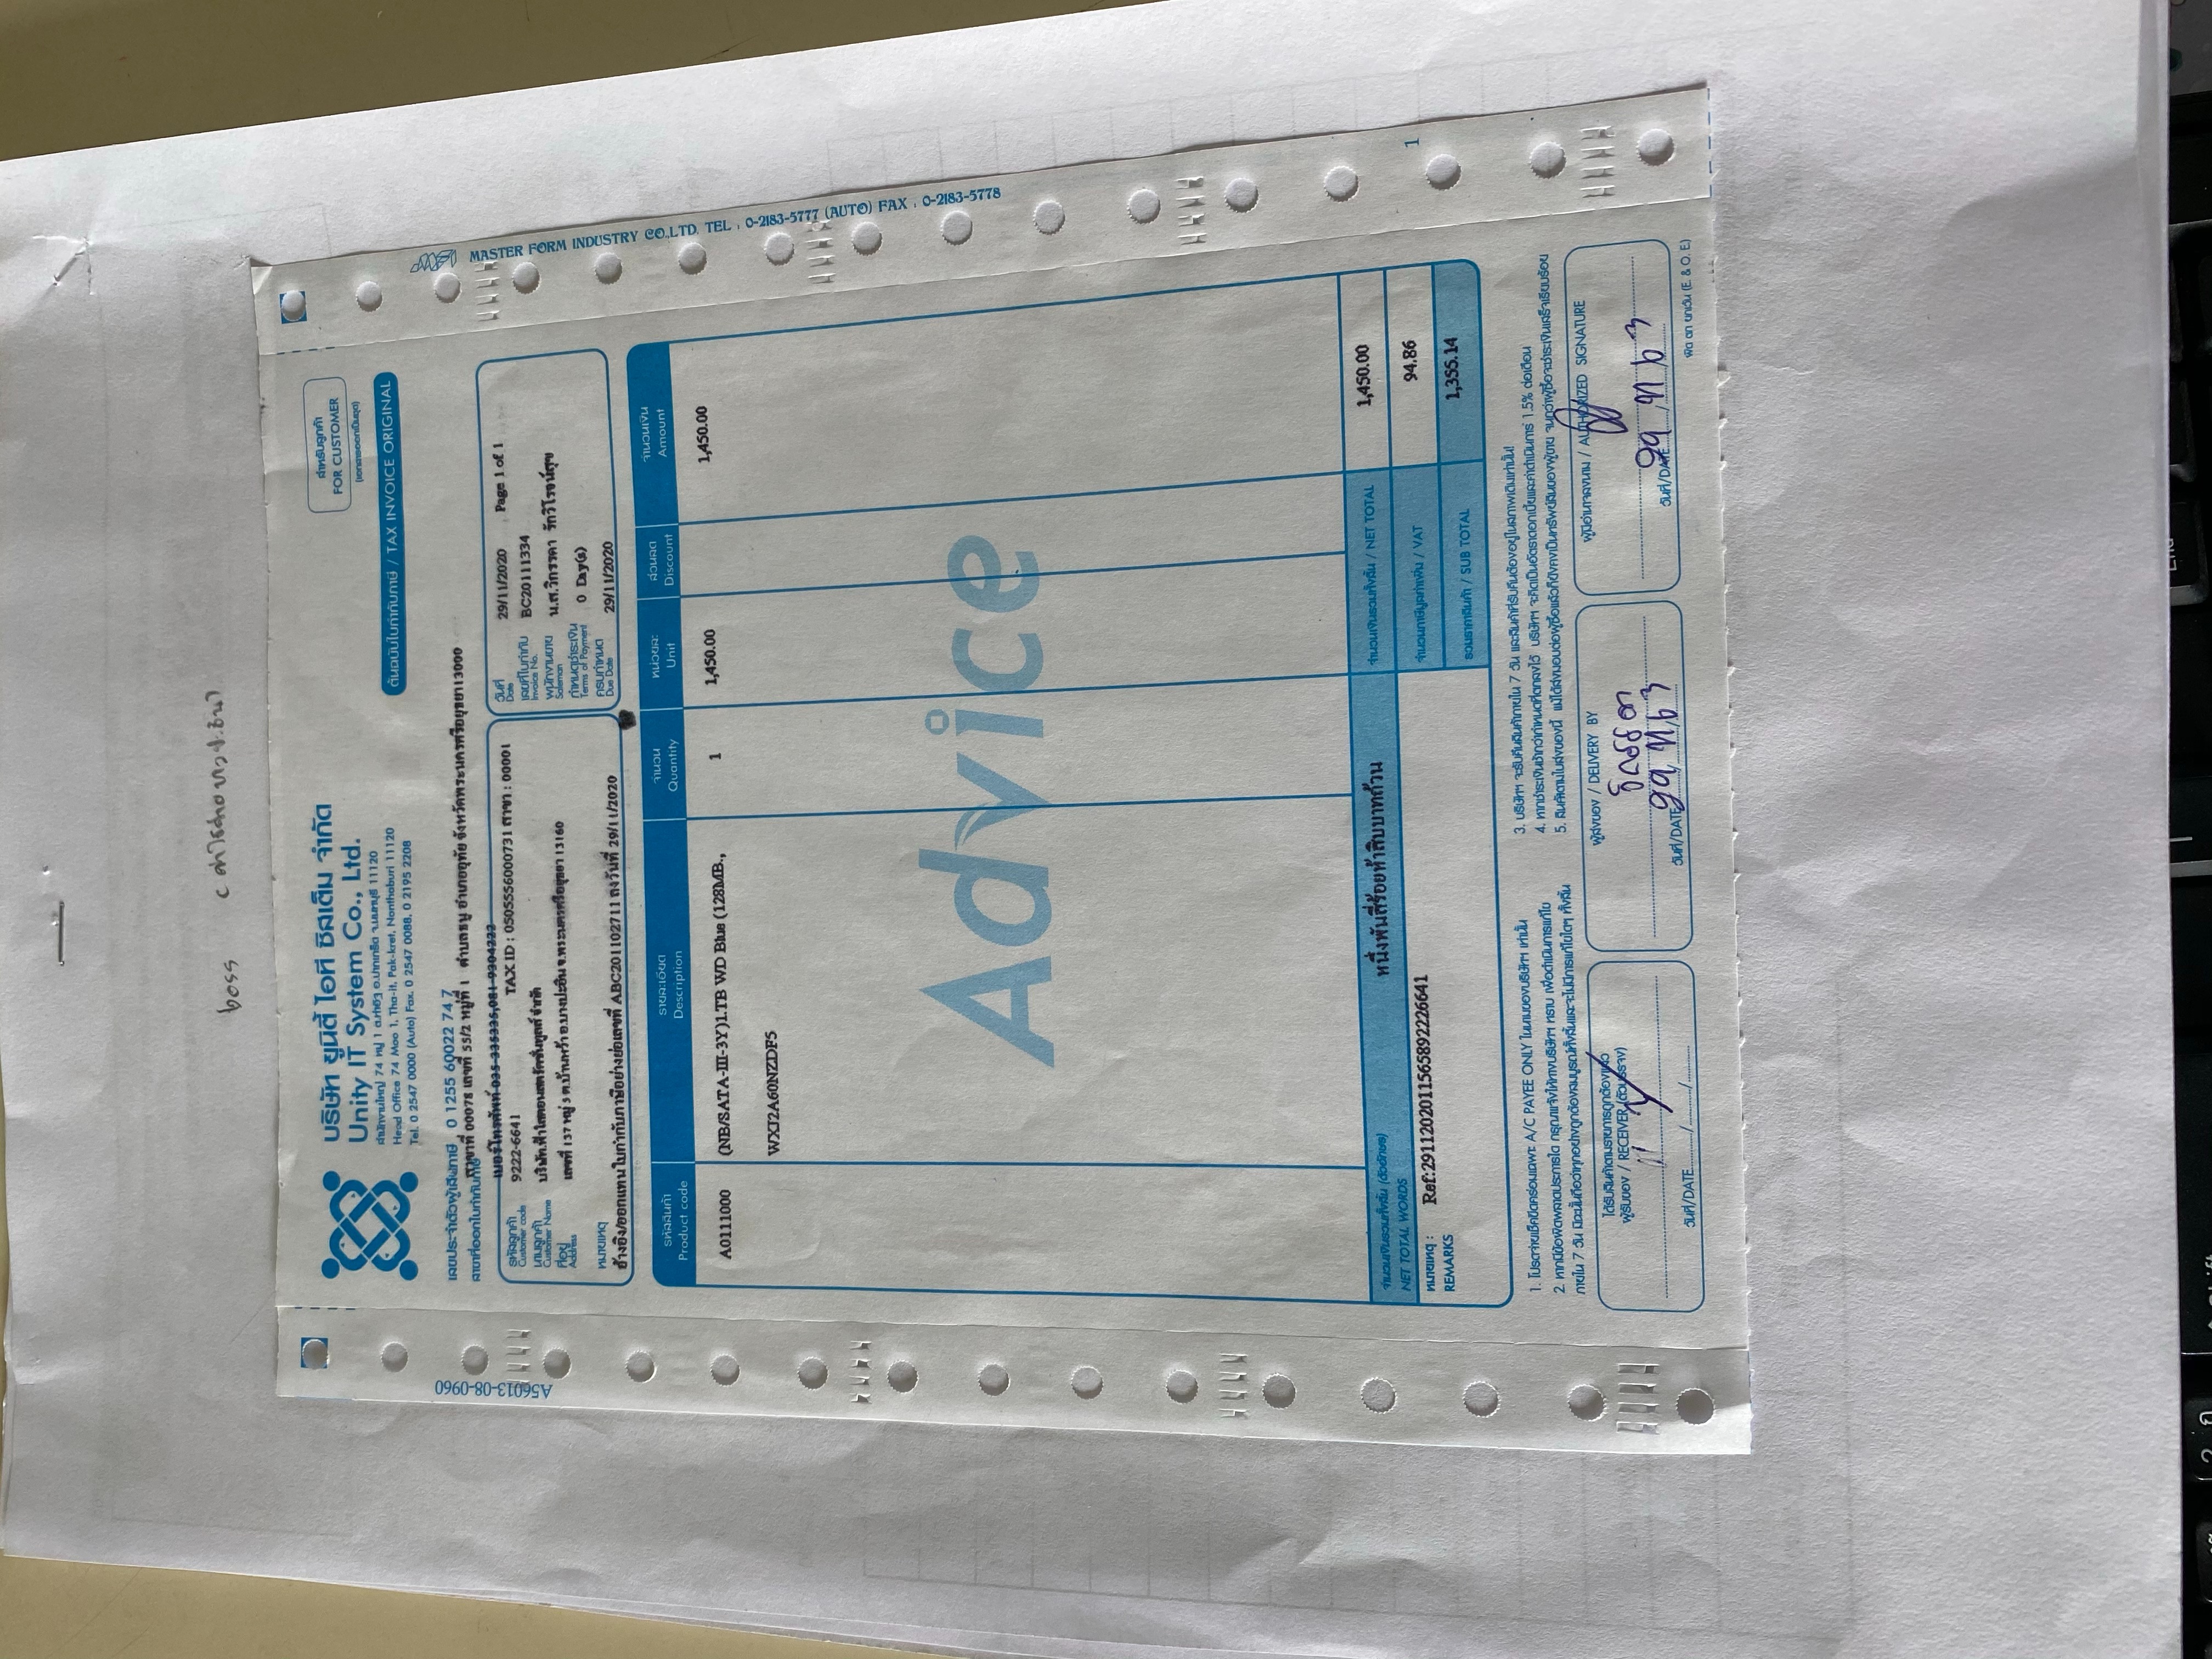 boss
บริษัท ยูนิตี้ ไอที ซิสเต็ม จำกัด
Unity IT System Co., Ltd.
สำนักงานใหญ่ 74 หมู่ 1 ต.ท่าอิฐ อ.ปากเกร็ด จ.นนทบุรี 11120
Head Office 74 Moo 1, Tha-It, Pak-kret, Nonthaburi 11120
Tel. 0 2547 0000 (Auto) Fax. 0 2547 0088, 0 2195 2208
สำหรับลูกค้า
FOR CUSTOMER
(เอกสารออกเป็นชุด)
ต้นฉบับใบกำกับภาษี / TAX INVOICE ORIGINAL
เลขประจำตัวผู้เสียภาษี 0 1255 60022 74 7
สาขาที่ออกใบกำกับภาษี สาขาที่ 00078 เลขที่ 55/2 หมู่ที่ 1 ตำบลธนู อำเภออุทัย จังหวัดพระนครศรีอยุธยา13000
เบอร์โทรศัพท์ 035-335335,081-9304222
รหัสลูกค้า 9222-6641 TAX ID : 0505556000731 สาขา : 00001
Customer code
นามลูกค้า บริษัท.ฟ้าใสคอนสตรัคชั่นทูลส์ จำกัด
Customer Name
ที่อยู่ เลขที่ 137 หมู่ 5 ต.บ้านหว้า อ.บางปะอิน จ.พระนครศรีอยุธยา 13160
Address
หมายเหตุ
อ้างอิง/ออกแทนใบกำกับภาษีอย่างย่อเลขที่ ABC201102711 ลงวันที่ 29/11/2020
วันที่ 29/11/2020 Page 1 of 1
Date
เลขที่ใบกำกับ BC20111334
Invoice No.
พนักงานขาย น.ส.วิกรรดา รักวิโรจน์สุข
Saleman
กำหนดชำระเงิน 0 Day(s)
Terms of Payment
ครบกำหนด 29/11/2020
Due Date
รหัสสินค้า รายละเอียด จำนวน หน่วยละ ส่วนลด จำนวนเงิน
Product code Description Quantity Unit Discount Amount
A0111000 (NB/SATA-III-3Y)1.TB WD Blue (128MB., 1 1,450.00 1,450.00
WXJ2A60NZDF5
Advice
จำนวนเงินรวมทั้งสิ้น (ตัวอักษร) หนึ่งพันสี่ร้อยห้าสิบบาทถ้วน จำนวนเงินรวมทั้งสิ้น / NET TOTAL 1,450.00
NET TOTAL WORDS
หมายเหตุ : Ref:2911202011565892226641 จำนวนภาษีมูลค่าเพิ่ม / VAT 94.86
REMARKS
รวมราคาสินค้า / SUB TOTAL 1,355.14
1. โปรดจ่ายเช็คขีดคร่อมเฉพาะ A/C PAYEE ONLY ในนามของบริษัทฯ เท่านั้น
2. หากมีข้อผิดพลาดประการใด กรุณาแจ้งให้ทางบริษัทฯ ทราบ เพื่อดำเนินการแก้ไข
ภายใน 7 วัน มิฉะนั้นถือว่าทุกอย่างถูกต้องสมบูรณ์ทั้งสิ้นและจะไม่มีการแก้ไขใดๆ ทั้งสิ้น
3. บริษัทฯ จะรับคืนสินค้าภายใน 7 วัน และสินค้าที่รับคืนต้องอยู่ในสภาพเดิมเท่านั้น!
4. หากชำระเงินช้ากว่ากำหนดที่ตกลงไว้ บริษัทฯ จะคิดเป็นอัตราดอกเบี้ยและค่าดำเนินการ 1.5% ต่อเดือน
5. สินค้าตามใบส่งของนี้ แม้ได้ส่งมอบต่อผู้ซื้อแล้วก็ยังคงเป็นทรัพย์สินของผู้ขาย จนกว่าผู้ซื้อจะชำระเงินเสร็จเรียบร้อย
ได้รับสินค้าตามรายการถูกต้องแล้ว
ผู้รับของ / RECEIVER (ตัวบรรจง)
วันที่/DATE........./........./.........
ผู้ส่งของ / DELIVERY BY
วันที่/DATE 29/11/63
ผู้มีอำนาจลงนาม / AUTHORIZED SIGNATURE
วันที่/DATE 29/11/63
ผิด ตก ยกเว้น (E. & O. E.)
A56013-08-0960
MASTER FORM INDUSTRY CO.,LTD. TEL . 0-2183-5777 (AUTO) FAX . 0-2183-5778
1